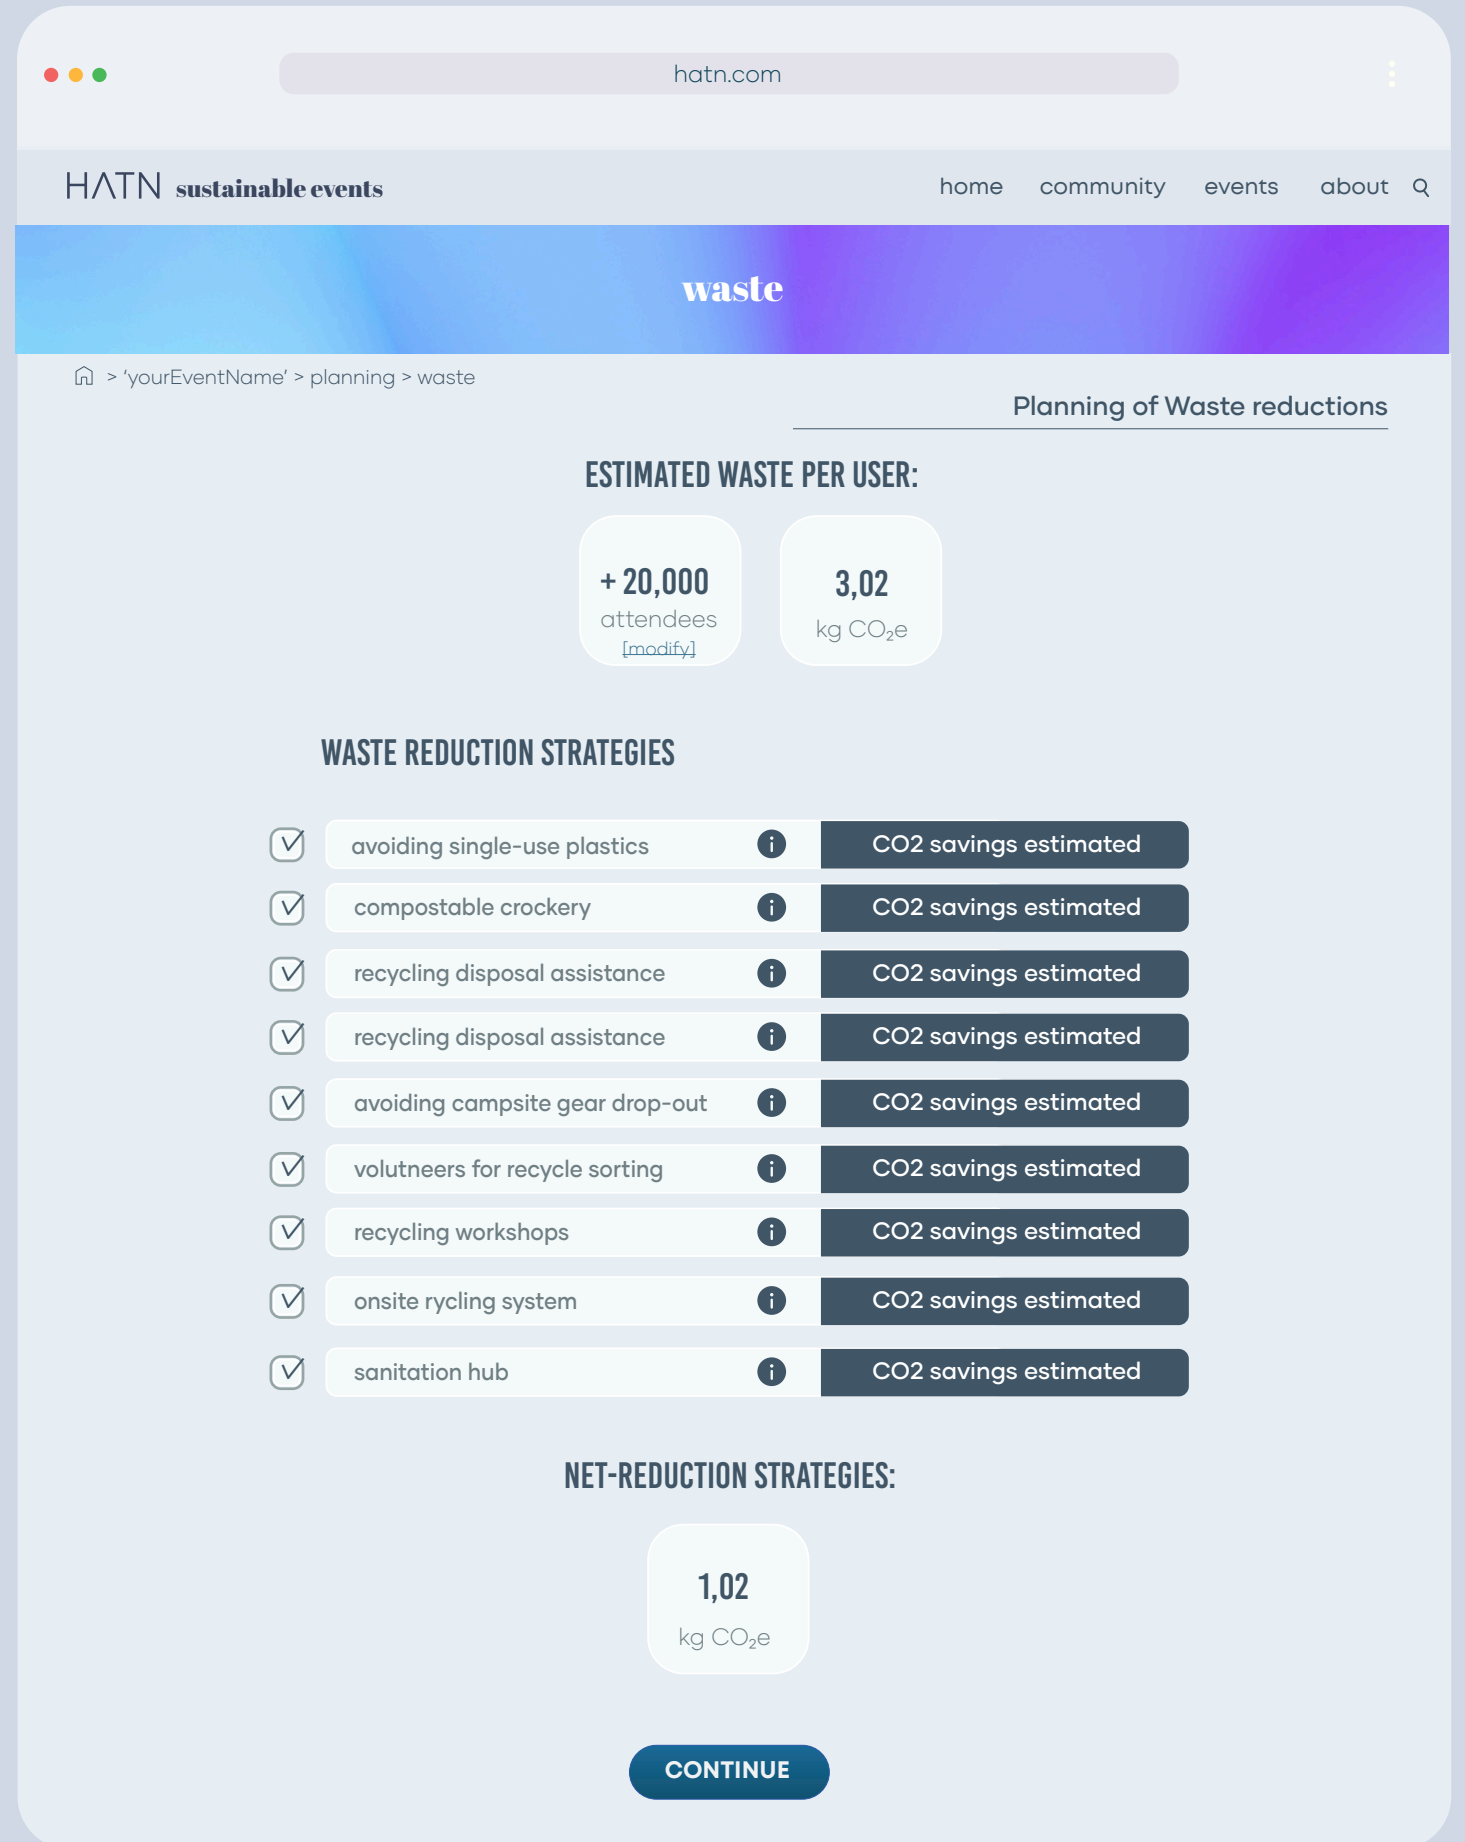 hatn.com
HATN sustainable events home community events about
waste
> 'yourEventName' > planning > waste
Planning of Waste reductions
ESTIMATED WASTE PER USER:
+ 20,000
attendees
[modify]
3,02
kg CO₂e
WASTE REDUCTION STRATEGIES
avoiding single-use plastics i CO2 savings estimated
compostable crockery i CO2 savings estimated
recycling disposal assistance i CO2 savings estimated
recycling disposal assistance i CO2 savings estimated
avoiding campsite gear drop-out i CO2 savings estimated
volutneers for recycle sorting i CO2 savings estimated
recycling workshops i CO2 savings estimated
onsite rycling system i CO2 savings estimated
sanitation hub i CO2 savings estimated
NET-REDUCTION STRATEGIES:
1,02
kg CO₂e
CONTINUE